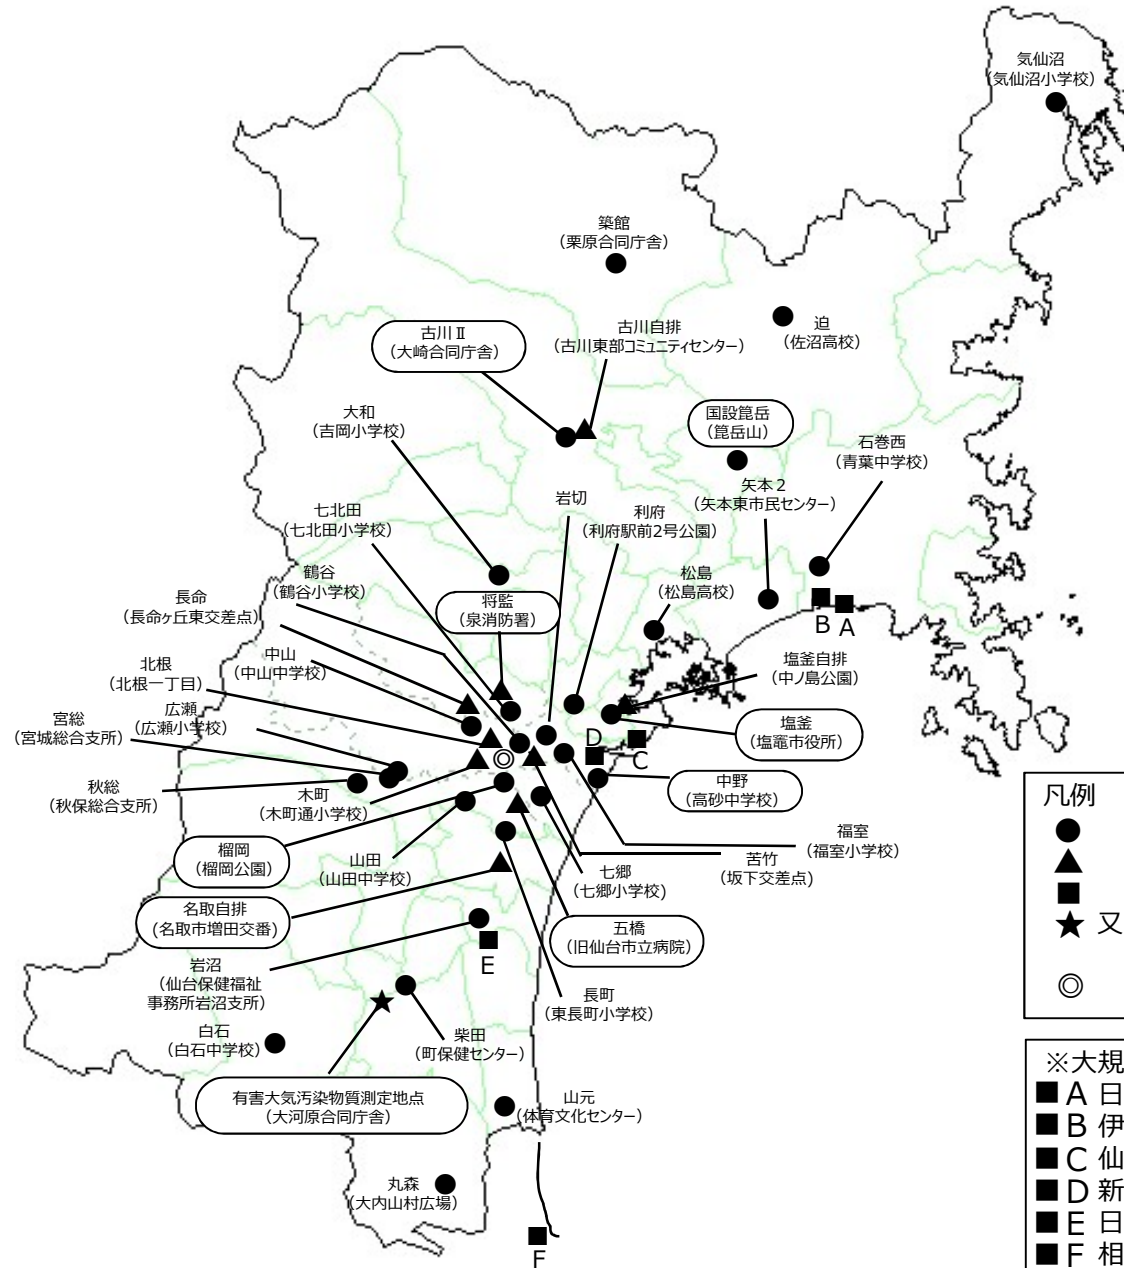 気仙沼
（気仙沼小学校）
築館
（栗原合同庁舎）
迫
（佐沼高校）
古川自排
（古川東部コミュニティセンター）
古川Ⅱ
（大崎合同庁舎）
大和
（吉岡小学校）
国設箟岳
（箟岳山）
石巻西
（青葉中学校）
矢本２
（矢本東市民センター）
岩切
利府
（利府駅前2号公園）
七北田
（七北田小学校）
鶴谷
（鶴谷小学校）
松島
（松島高校）
長命
（長命ヶ丘東交差点）
将監
（泉消防署）
B
A
中山
（中山中学校）
北根
（北根一丁目）
塩釜自排
（中ノ島公園）
広瀬
（広瀬小学校）
宮総
（宮城総合支所）
塩釜
（塩竈市役所）
D
C
秋総
（秋保総合支所）
木町
（木町通小学校）
中野
（高砂中学校）
榴岡
（榴岡公園）
山田
（山田中学校）
福室
（福室小学校）
苦竹
（坂下交差点）
七郷
（七郷小学校）
名取自排
（名取市増田交番）
五橋
（旧仙台市立病院）
E
岩沼
（仙台保健福祉
事務所岩沼支所）
長町
（東長町小学校）
白石
（白石中学校）
柴田
（町保健センター）
有害大気汚染物質測定地点
（大河原合同庁舎）
山元
（体育文化センター）
丸森
（大内山村広場）
F
凡例
●
▲
■
★ 又
◎
※大規
■ A 日
■ B 伊
■ C 仙
■ D 新
■ E 日
■ F 相